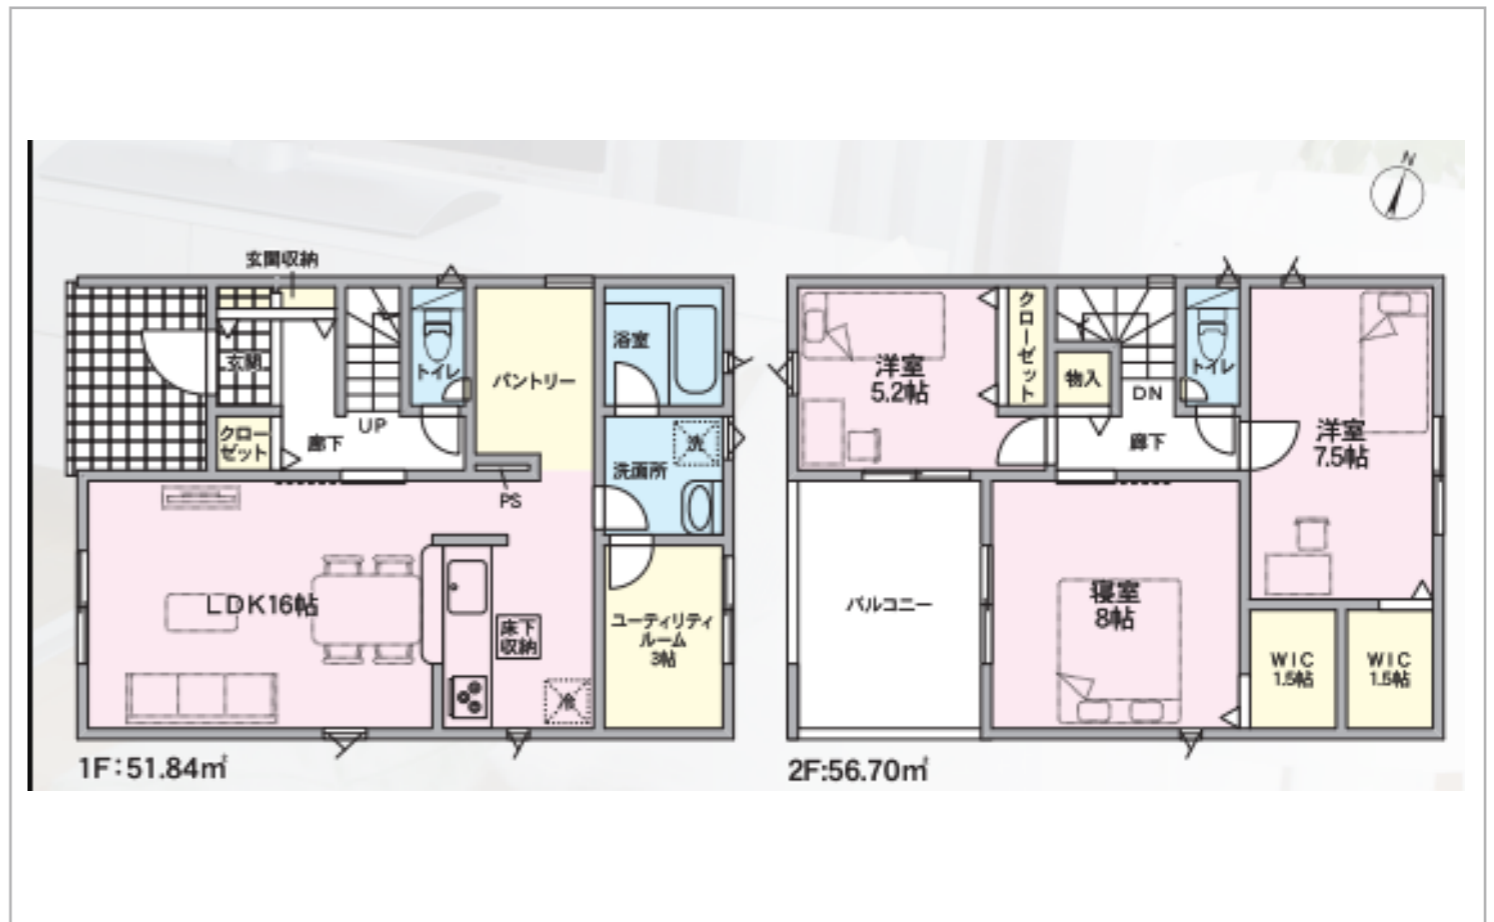 N
玄関収納
玄関
クロー
ゼット
廊下
UP
トイレ
パントリー
浴室
洗
洗面所
PS
LDK16帖
床下
収納
冷
ユーティリティ
ルーム
3帖
1F:51.84㎡
洋室
5.2帖
クローゼット
物入
DN
トイレ
廊下
洋室
7.5帖
バルコニー
寝室
8帖
WIC
1.5帖
WIC
1.5帖
2F:56.70㎡